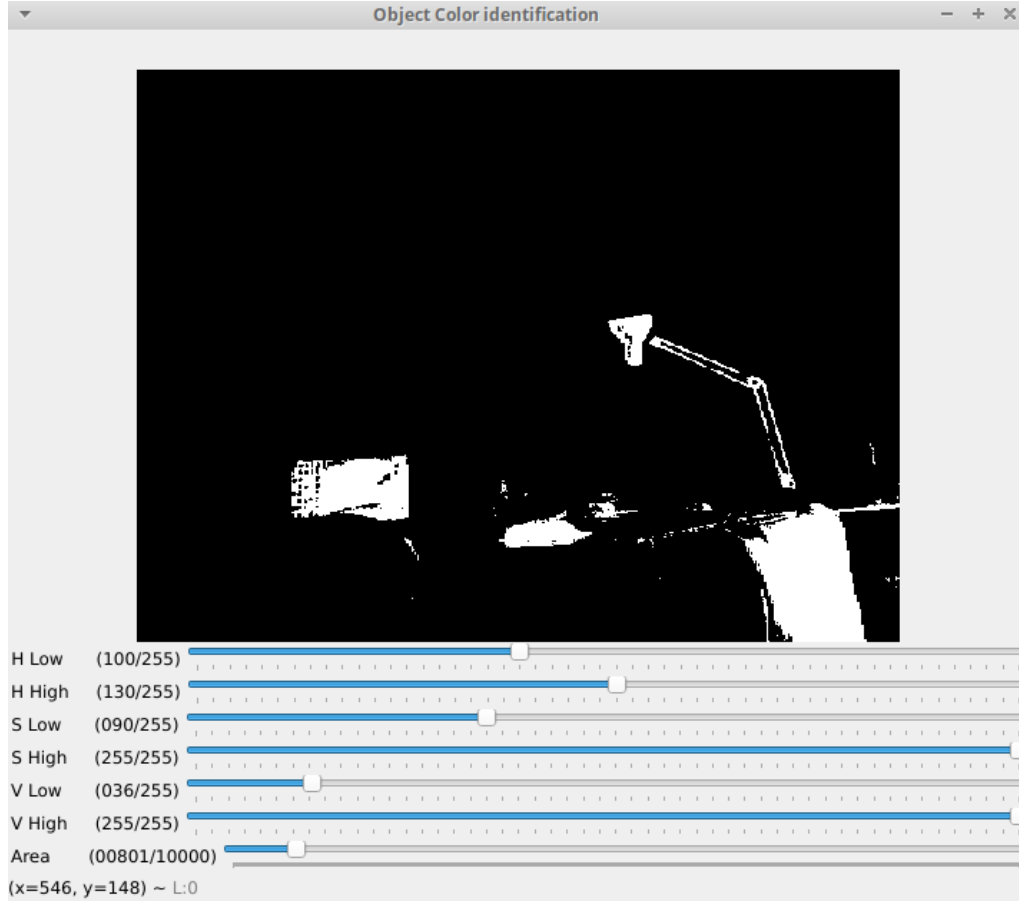 Object Color identification
H Low (100/255)
H High (130/255)
S Low (090/255)
S High (255/255)
V Low (036/255)
V High (255/255)
Area (00801/10000)
(x=546, y=148) ~ L:0